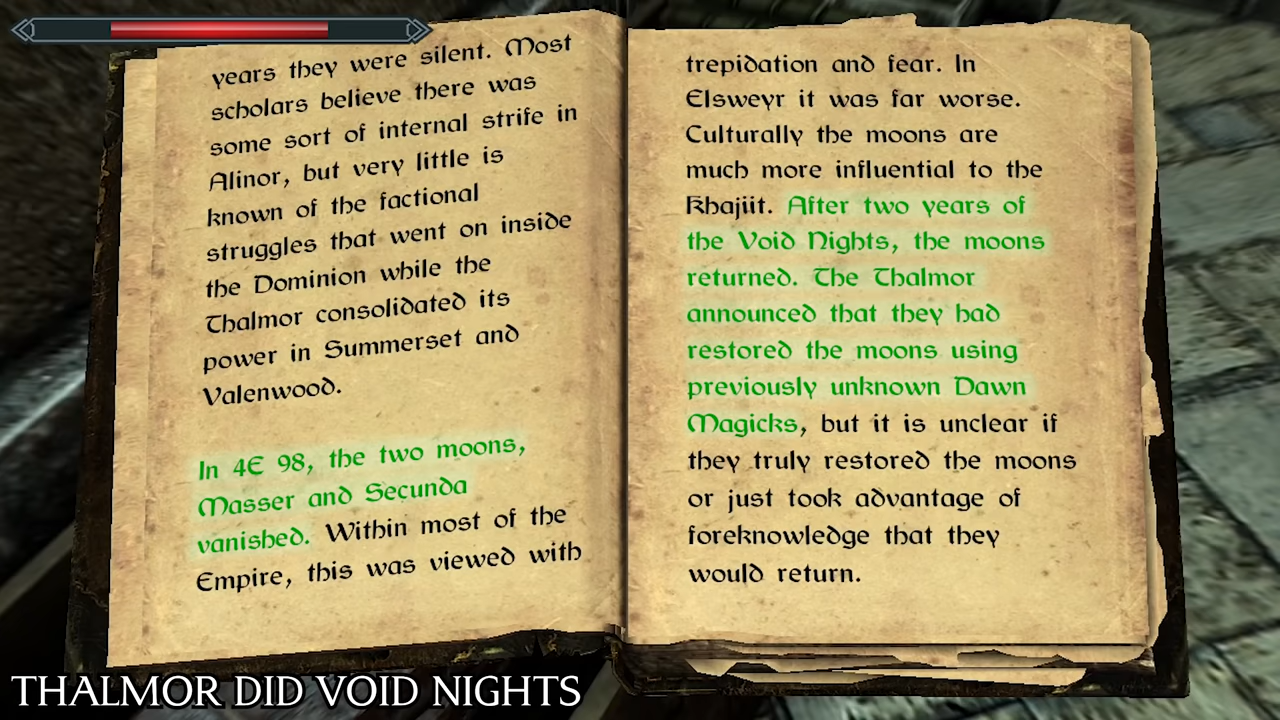 years they were silent. Most
scholars believe there was
some sort of internal strife in
Alinor, but very little is
known of the factional
struggles that went on inside
the Dominion while the
Thalmor consolidated its
power in Summerset and
Valenwood.
In 4E 98, the two moons,
Masser and Secunda
vanished. Within most of the
Empire, this was viewed with
trepidation and fear. In
Elsweyr it was far worse.
Culturally the moons are
much more influential to the
Khajiit. After two years of
the Void Nights, the moons
returned. The Thalmor
announced that they had
restored the moons using
previously unknown Dawn
Magicks, but it is unclear if
they truly restored the moons
or just took advantage of
foreknowledge that they
would return.
THALMOR DID VOID NIGHTS